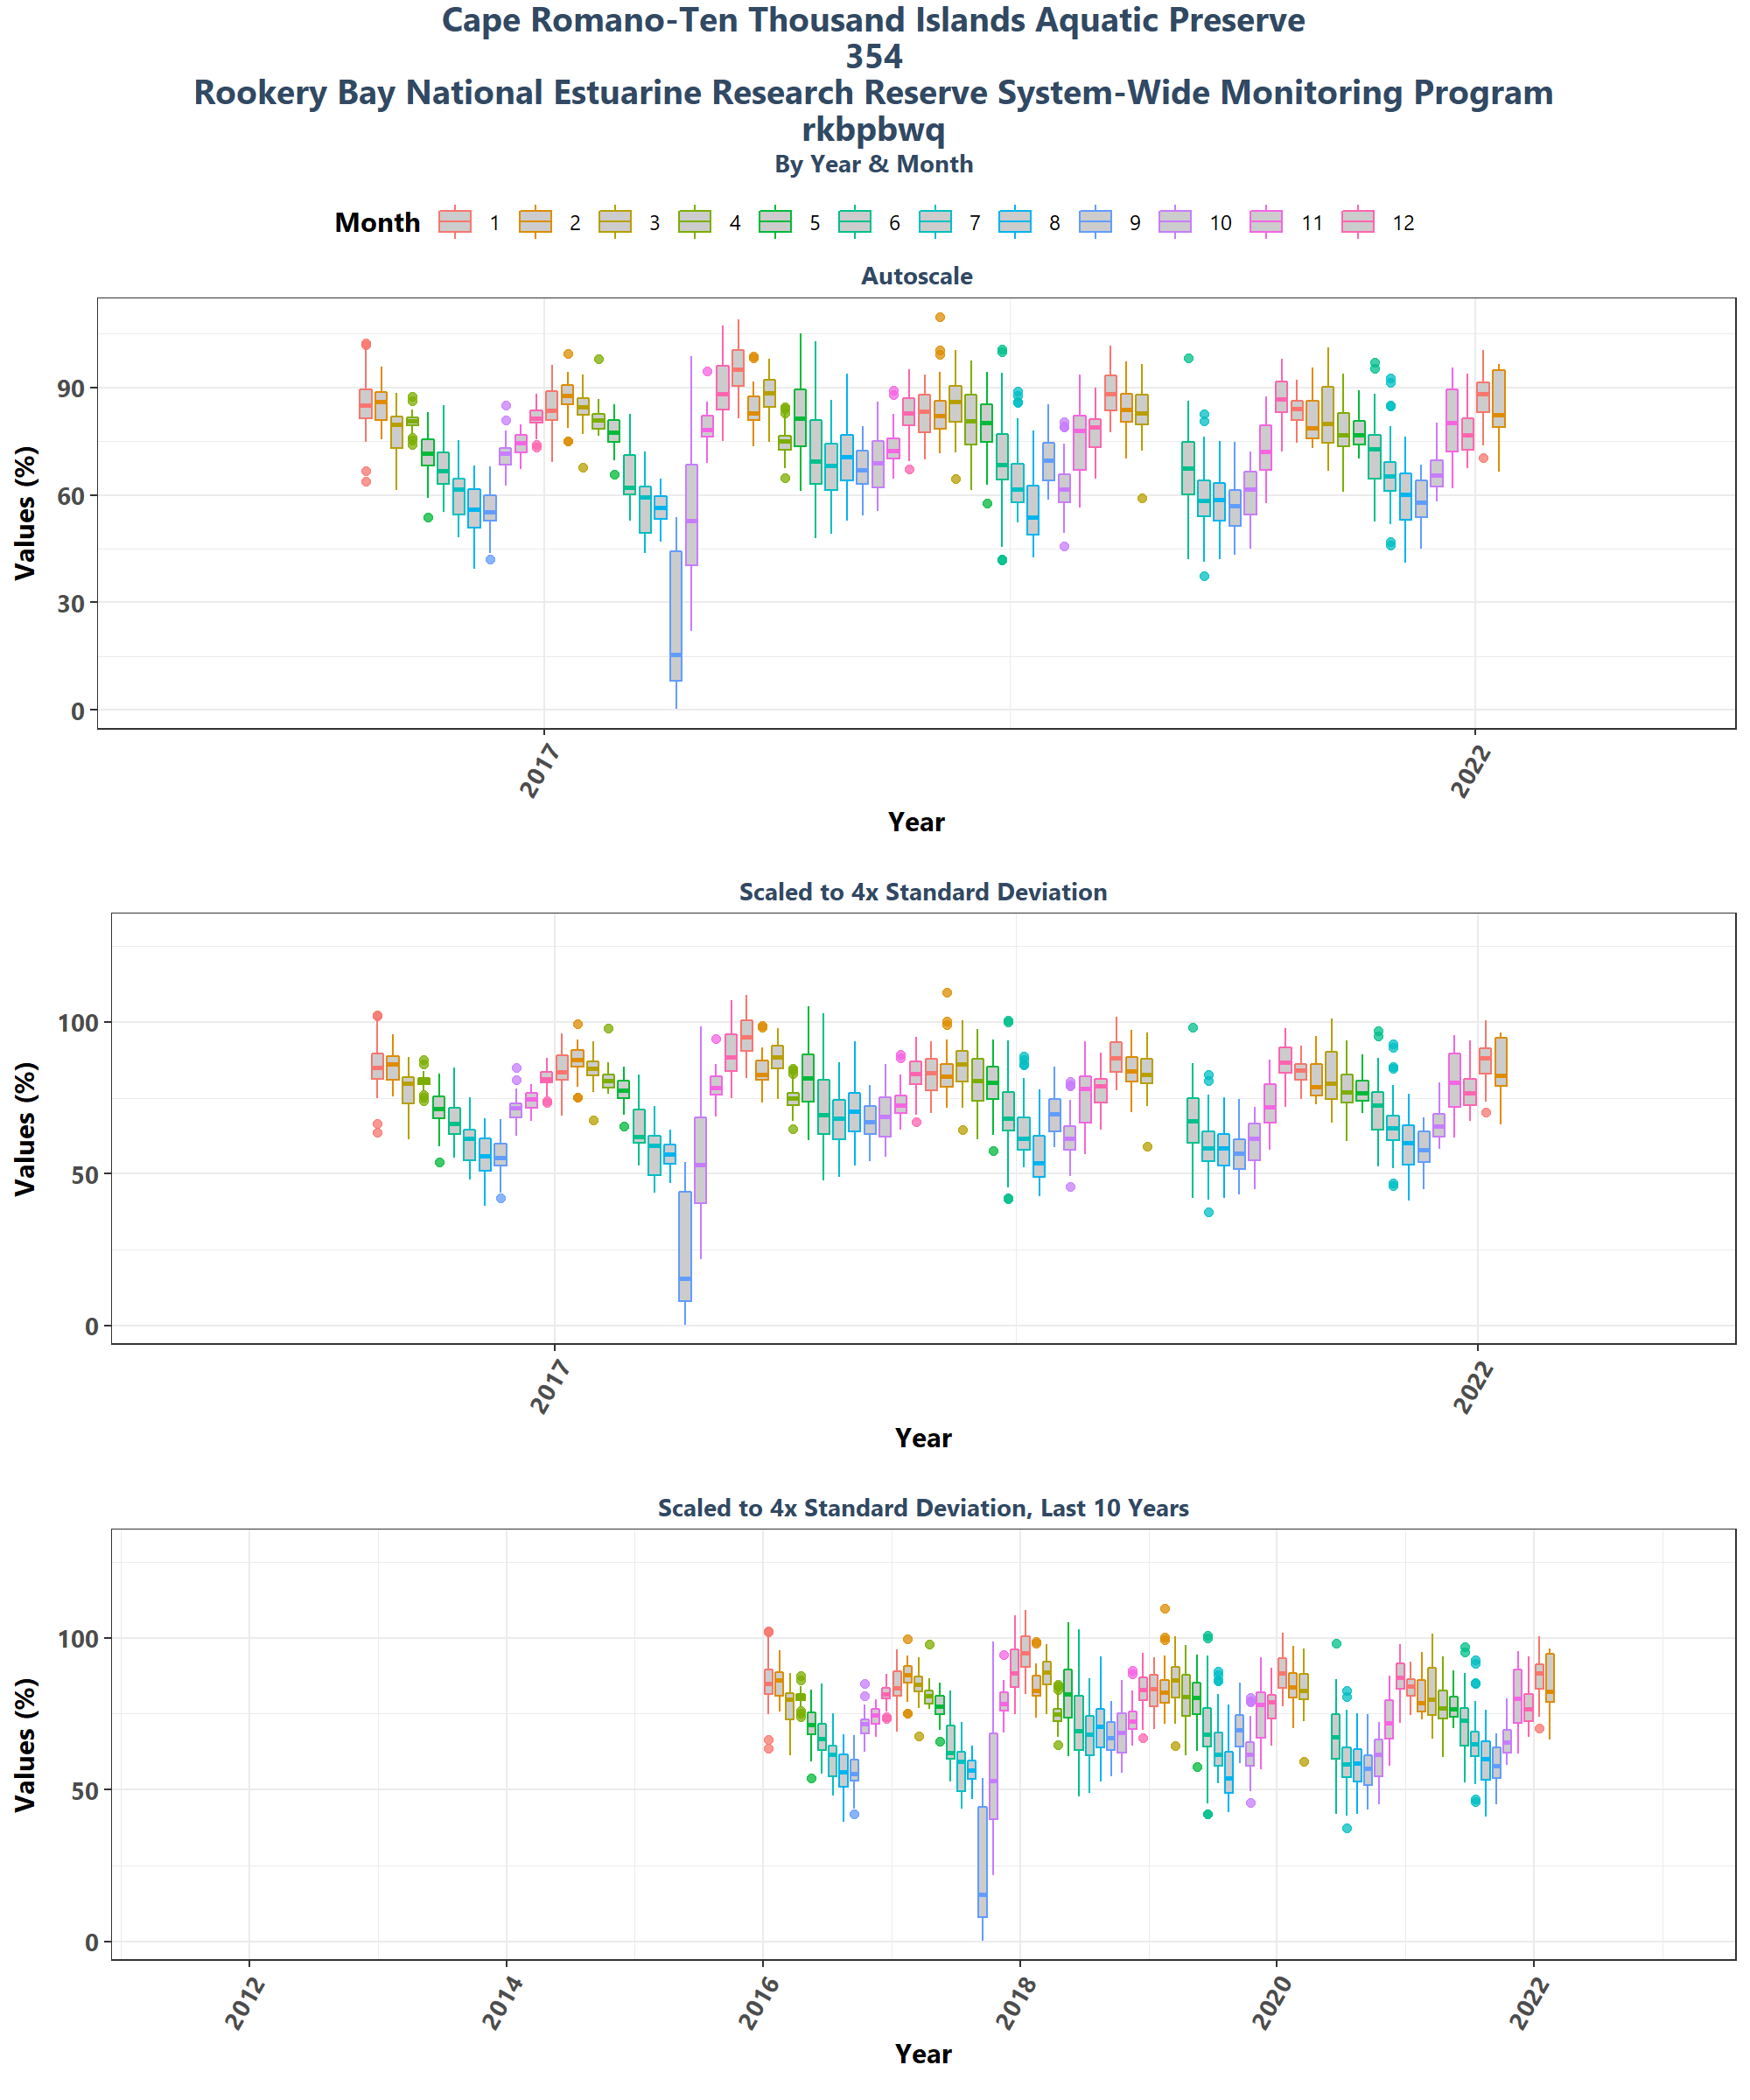 Cape Romano-Ten Thousand Islands Aquatic Preserve
354
Rookery Bay National Estuarine Research Reserve System-Wide Monitoring Program
rkbpbwq
By Year & Month
Month 1 2 3 4 5 6 7 8 9 10 11 12
Autoscale
Values (%)
90
60
30
0
2017 2022
Year
Scaled to 4x Standard Deviation
Values (%)
100
50
0
2017 2022
Year
Scaled to 4x Standard Deviation, Last 10 Years
Values (%)
100
50
0
2012 2014 2016 2018 2020 2022
Year